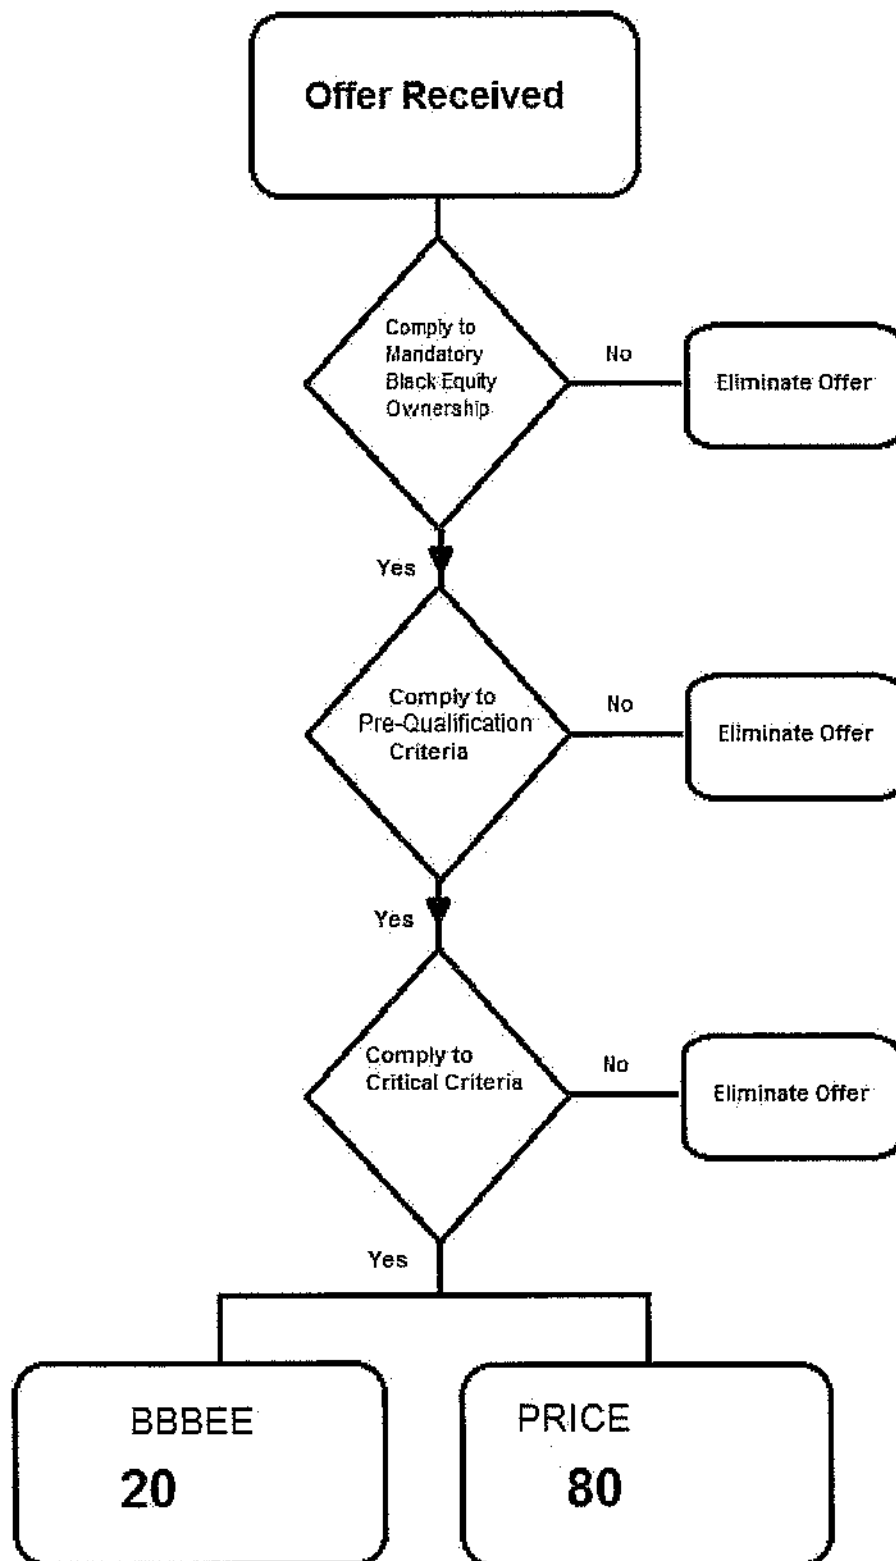 Offer Received
Comply to
Mandatory
Black Equity
Ownership
No
Eliminate Offer
Yes
Comply to
Pre-Qualification
Criteria
No
Eliminate Offer
Yes
Comply to
Critical Criteria
No
Eliminate Offer
Yes
BBBEE
20
PRICE
80